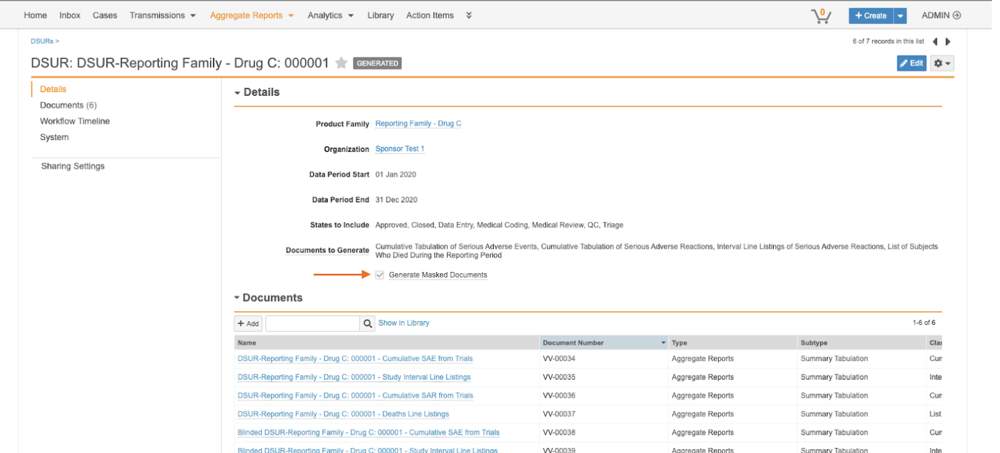 Home Inbox Cases Transmissions Aggregate Reports Analytics Library Action Items 0 + Create ADMIN
DSURs > 6 of 7 records in this list
DSUR: DSUR-Reporting Family - Drug C: 000001 GENERATED Edit
Details
Documents (6)
Workflow Timeline
System
Sharing Settings
Details
Product Family Reporting Family - Drug C
Organization Sponsor Test 1
Data Period Start 01 Jan 2020
Data Period End 31 Dec 2020
States to Include Approved, Closed, Data Entry, Medical Coding, Medical Review, QC, Triage
Documents to Generate Cumulative Tabulation of Serious Adverse Events, Cumulative Tabulation of Serious Adverse Reactions, Interval Line Listings of Serious Adverse Reactions, List of Subjects
Who Died During the Reporting Period
Generate Masked Documents
Documents
+ Add Show in Library 1-6 of 6
Name Document Number Type Subtype Clas
DSUR-Reporting Family - Drug C: 000001 - Cumulative SAE from Trials VV-00034 Aggregate Reports Summary Tabulation Cum
DSUR-Reporting Family - Drug C: 000001 - Study Interval Line Listings VV-00035 Aggregate Reports Summary Tabulation Inte
DSUR-Reporting Family - Drug C: 000001 - Cumulative SAR from Trials VV-00036 Aggregate Reports Summary Tabulation Cum
DSUR-Reporting Family - Drug C: 000001 - Deaths Line Listings VV-00037 Aggregate Reports Summary Tabulation List
Blinded DSUR-Reporting Family - Drug C: 000001 - Cumulative SAE from Trials VV-00038 Aggregate Reports Summary Tabulation Cum
Blinded DSUR-Reporting Family - Drug C: 000001 - Study Interval Line Listings VV-00039 Aggregate Reports Summary Tabulation Inte